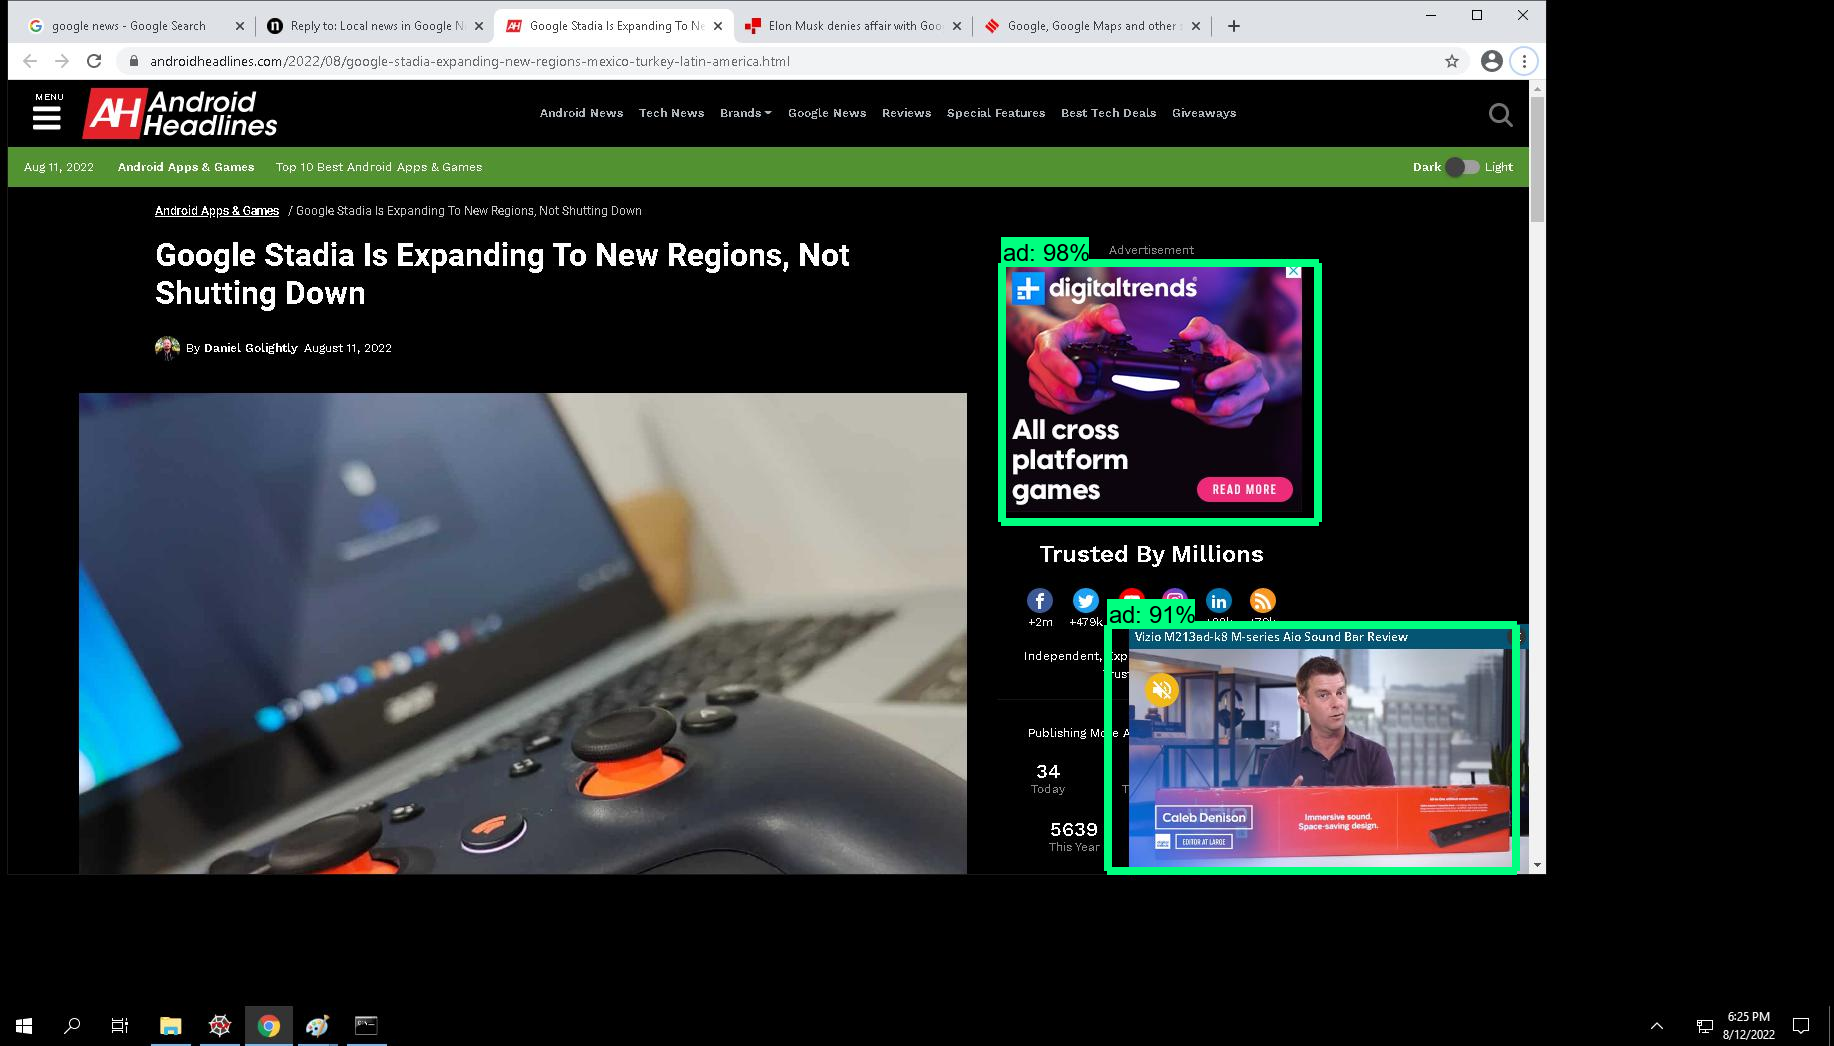 google news - Google Search
Reply to: Local news in Google N
Google Stadia Is Expanding To Ne
Elon Musk denies affair with Goo
Google, Google Maps and other s
androidheadlines.com/2022/08/google-stadia-expanding-new-regions-mexico-turkey-latin-america.html
MENU
AH Android
Headlines
Android News Tech News Brands Google News Reviews Special Features Best Tech Deals Giveaways
Aug 11, 2022 Android Apps & Games Top 10 Best Android Apps & Games
Dark Light
Android Apps & Games / Google Stadia Is Expanding To New Regions, Not Shutting Down
Google Stadia Is Expanding To New Regions, Not
Shutting Down
By Daniel Golightly August 11, 2022
ad: 98% Advertisement
digitaltrends
All cross
platform
games
READ MORE
Trusted By Millions
+2m +479k
ad: 91%
Vizio M213ad-k8 M-series Aio Sound Bar Review
Independent, Exp
Trust
Publishing More A
34
Today
5639
This Year
Caleb Denison
EDITOR AT LARGE
VIZIO
Immersive sound.
Space-saving design.
6:25 PM
8/12/2022